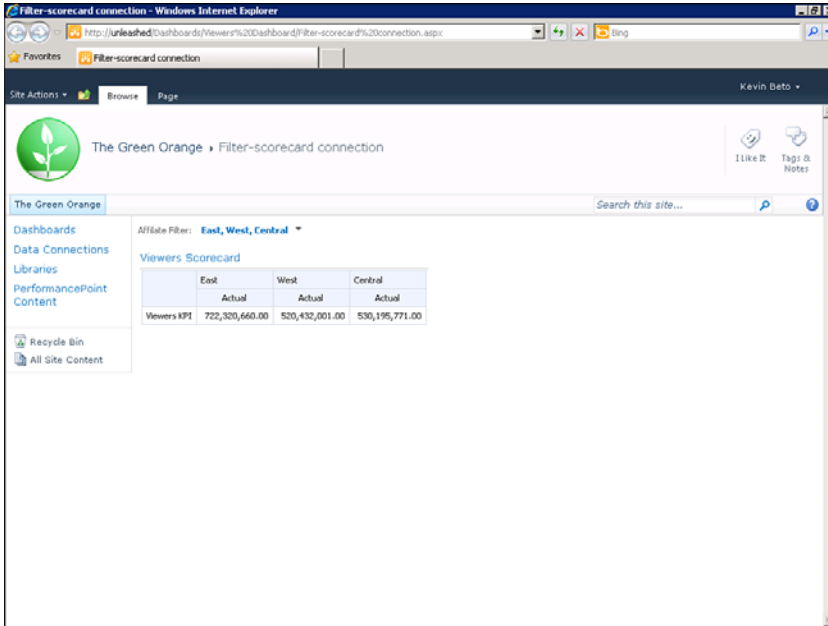 Filter-scorecard connection - Windows Internet Explorer
http://unleashed/Dashboards/Viewers%20Dashboard/Filter-scorecard%20connection.aspx
Bing
Favorites
Filter-scorecard connection
Kevin Beto
Site Actions
Browse
Page
The Green Orange
Filter-scorecard connection
I Like It
Tags & Notes
The Green Orange
Search this site...
Dashboards
Data Connections
Libraries
PerformancePoint
Content
Recycle Bin
All Site Content
Affilate Filter: East, West, Central
Viewers Scorecard
East West Central
Actual Actual Actual
Viewers KPI 722,320,660.00 520,432,001.00 530,195,771.00